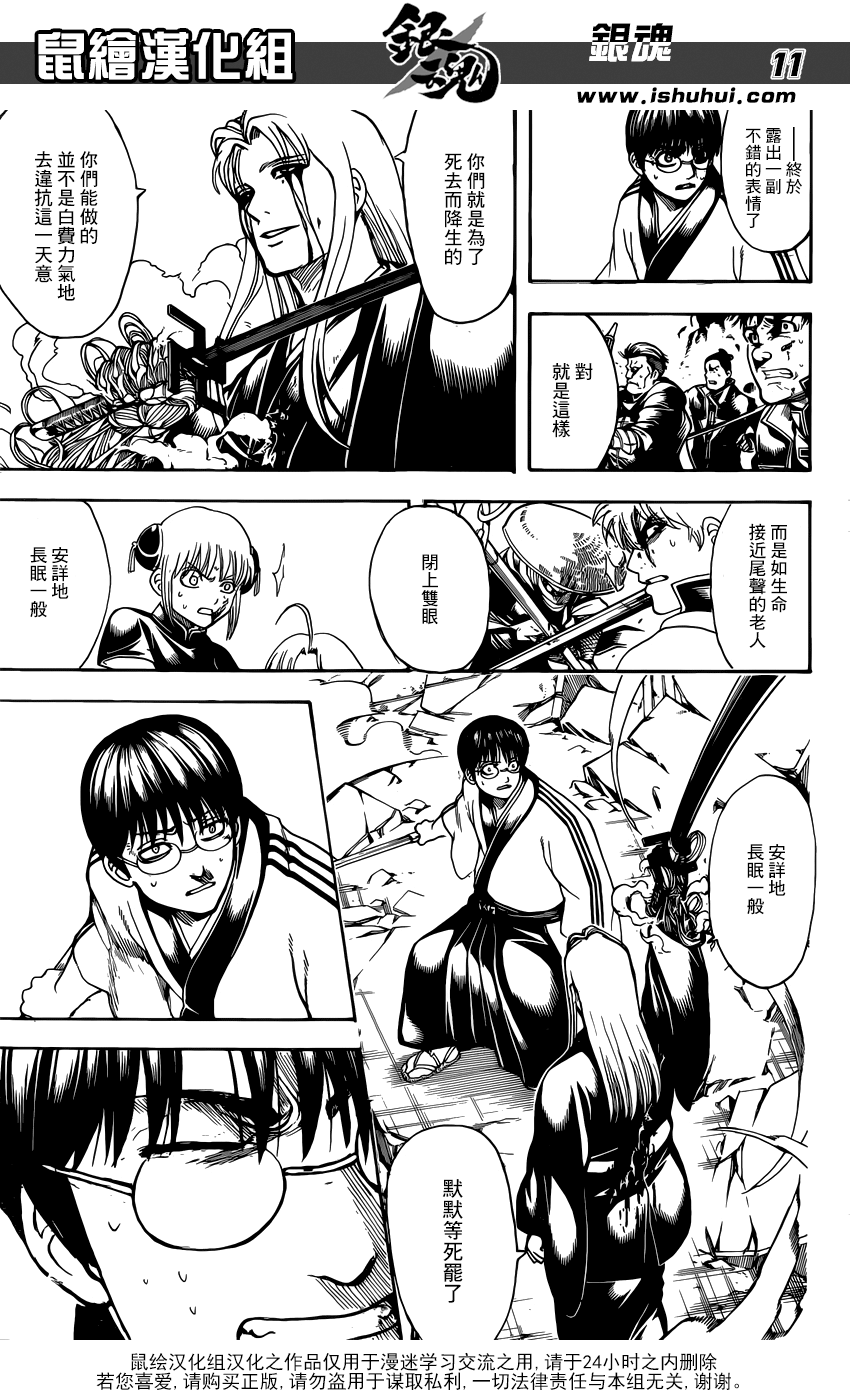 鼠繪漢化組
銀魂
銀魂
11
www.ishuhui.com
——終於
露出一副
不錯的表情了
對
就是這樣
你們就是為了
死去而降生的
你們能做的
並不是白費力氣地
去違抗這一天意
而是如生命
接近尾聲的老人
閉上雙眼
安詳地
長眠一般
安詳地
長眠一般
默默等死罷了
鼠绘汉化组汉化之作品仅用于漫迷学习交流之用, 请于24小时之内删除
若您喜爱, 请购买正版, 请勿盗用于谋取私利, 一切法律责任与本组无关, 谢谢。